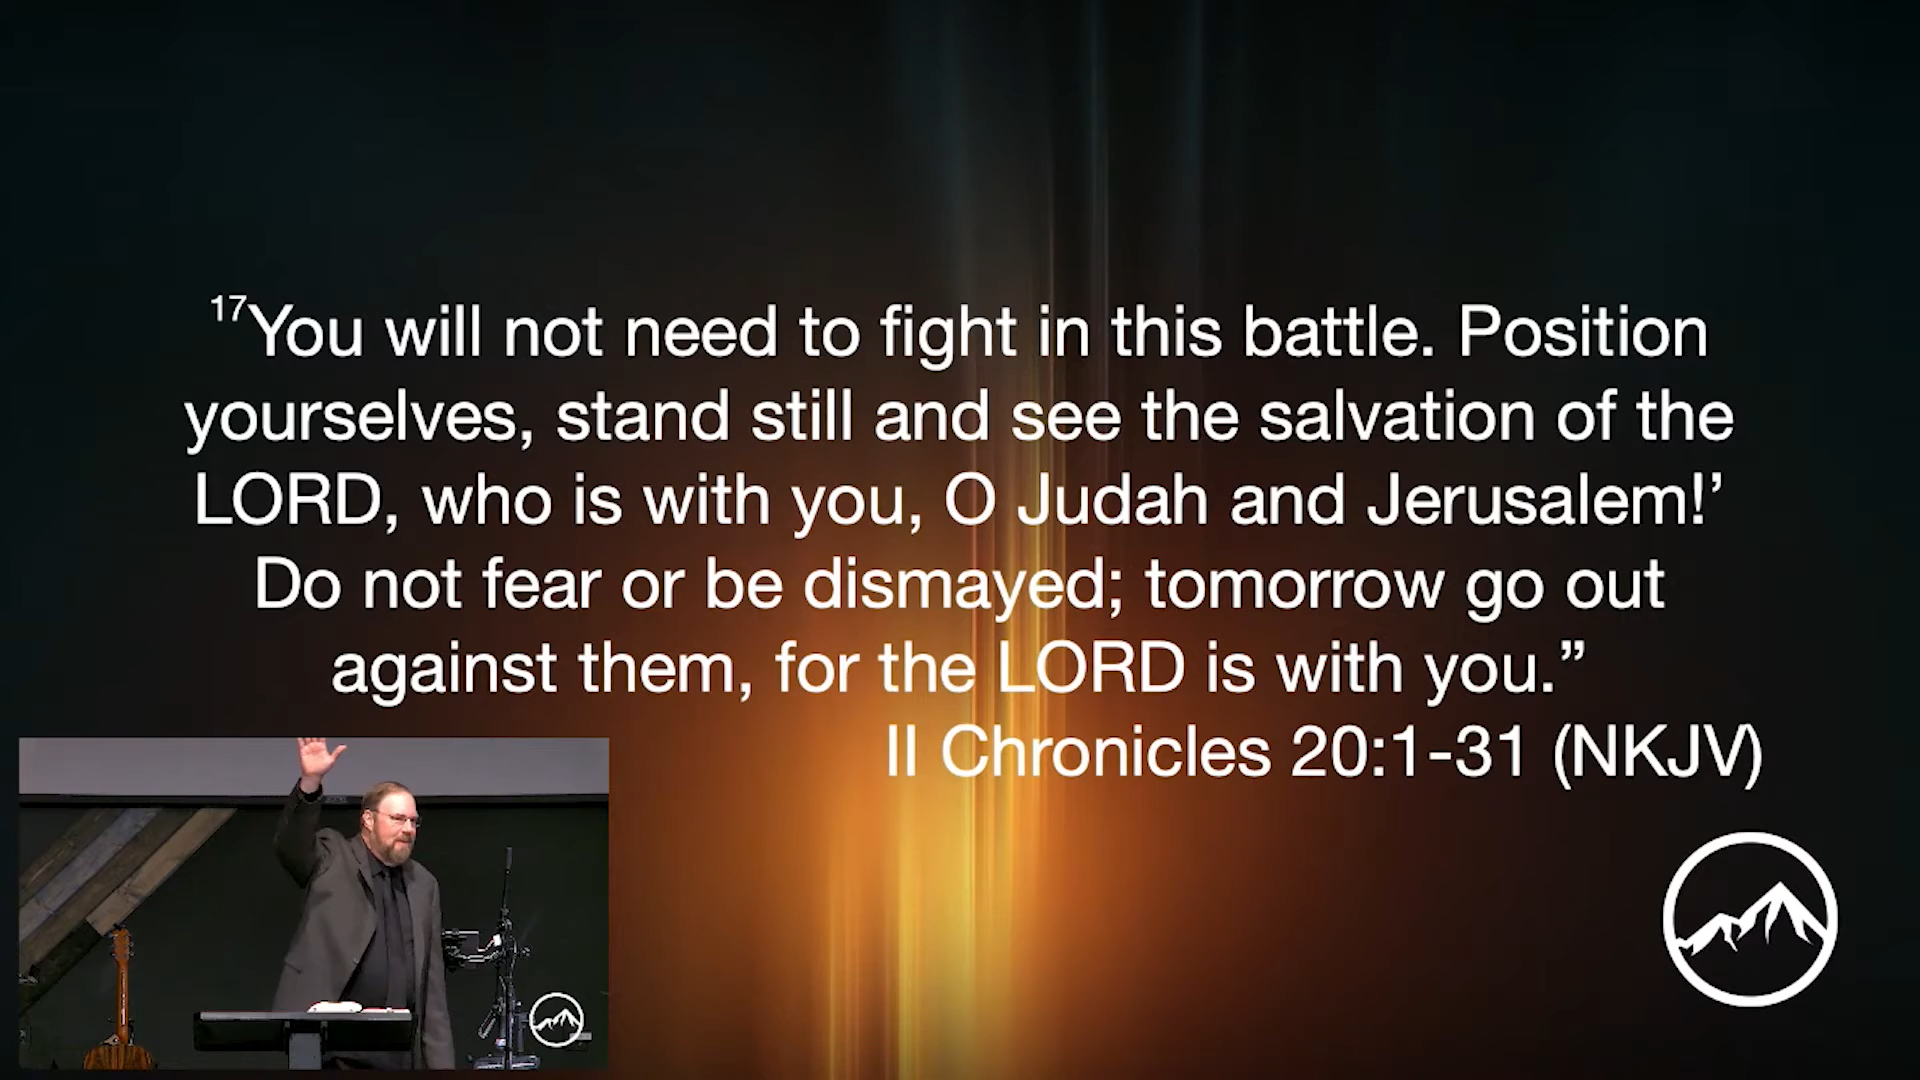 ¹⁷You will not need to fight in this battle. Position
yourselves, stand still and see the salvation of the
LORD, who is with you, O Judah and Jerusalem!’
Do not fear or be dismayed; tomorrow go out
against them, for the LORD is with you.”
II Chronicles 20:1-31 (NKJV)